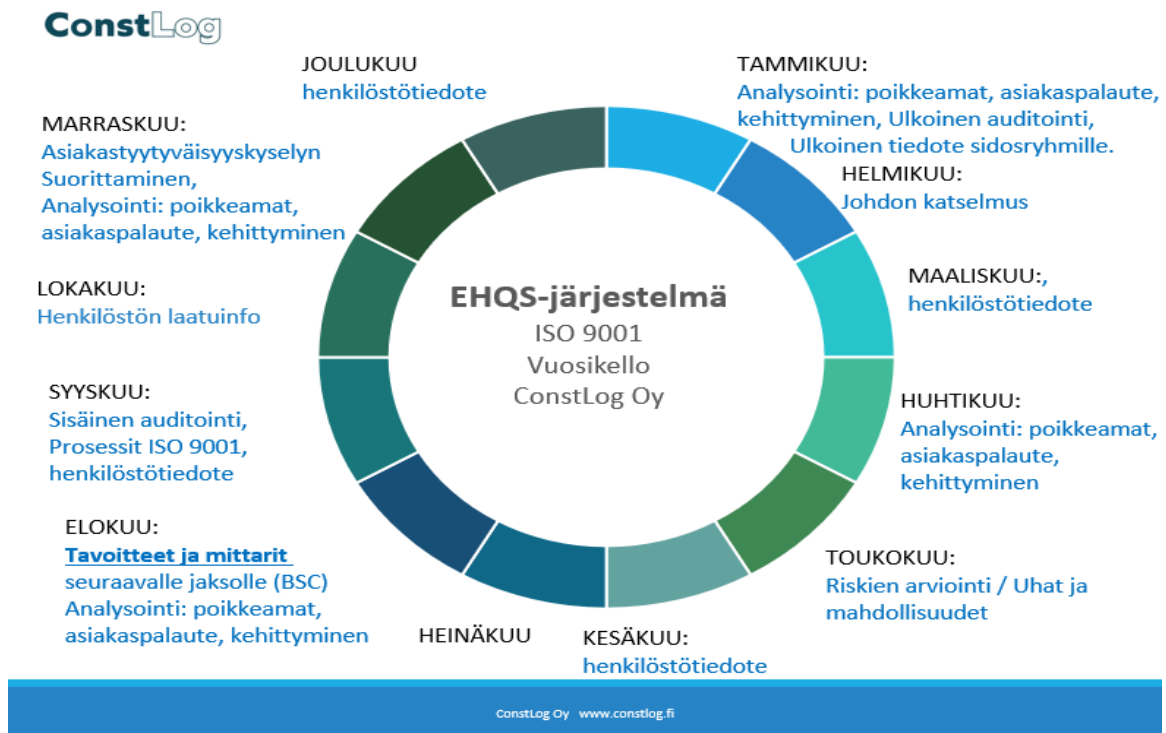 ConstLog
JOULUKUU
henkilöstötiedote
TAMMIKUU:
Analysointi: poikkeamat, asiakaspalaute,
kehittyminen, Ulkoinen auditointi,
Ulkoinen tiedote sidosryhmille.
HELMIKUU:
Johdon katselmus
MAALISKUU:,
henkilöstötiedote
HUHTIKUU:
Analysointi: poikkeamat,
asiakaspalaute,
kehittyminen
TOUKOKUU:
Riskien arviointi / Uhat ja
mahdollisuudet
KESÄKUU:
henkilöstötiedote
HEINÄKUU
ELOKUU:
Tavoitteet ja mittarit
seuraavalle jaksolle (BSC)
Analysointi: poikkeamat,
asiakaspalaute, kehittyminen
SYYSKUU:
Sisäinen auditointi,
Prosessit ISO 9001,
henkilöstötiedote
LOKAKUU:
Henkilöstön laatuinfo
MARRASKUU:
Asiakastyytyväisyyskyselyn
Suorittaminen,
Analysointi: poikkeamat,
asiakaspalaute, kehittyminen
EHQS-järjestelmä
ISO 9001
Vuosikello
ConstLog Oy
ConstLog Oy www.constlog.fi